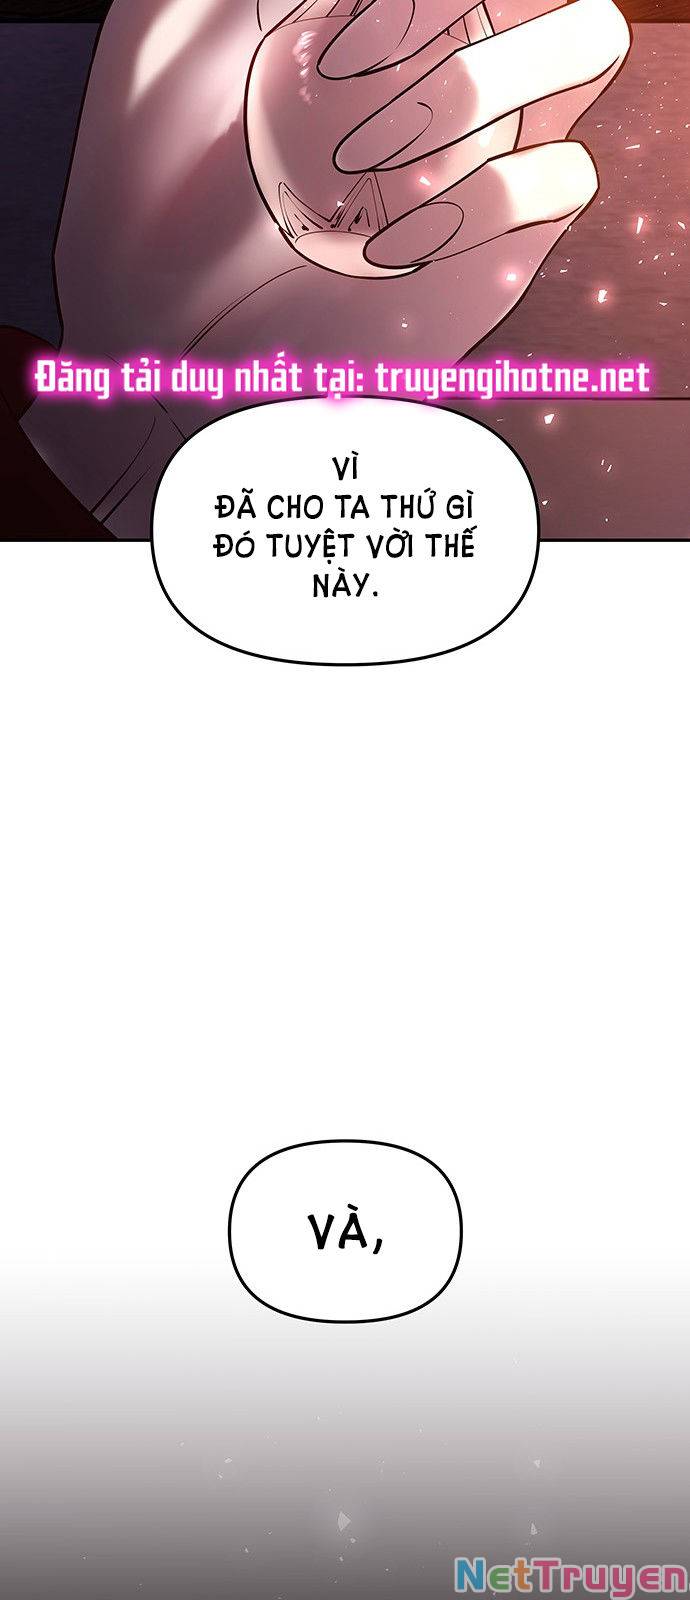 Đăng tải duy nhất tại: truyengihotne.net
VÌ
ĐÃ CHO TA THỨ GÌ
ĐÓ TUYỆT VỜI THẾ
NÀY.
VÀ,
NetTruyen